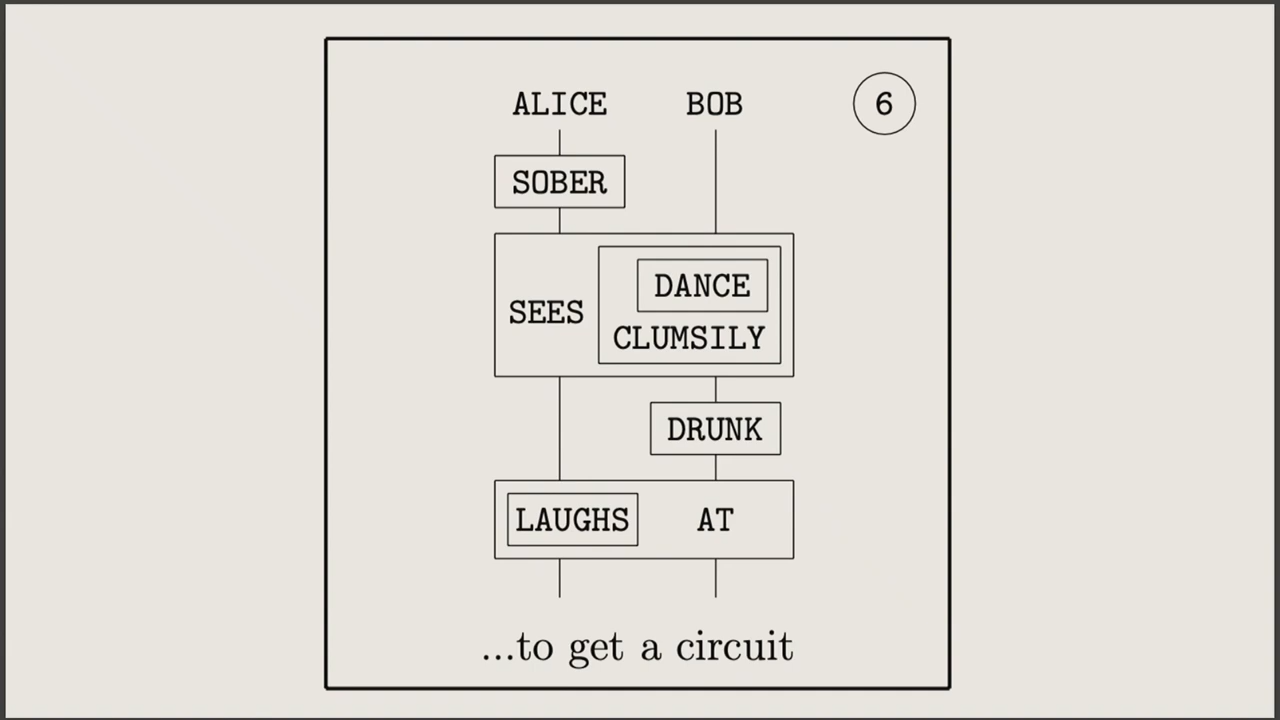 ALICE BOB 6
SOBER
DANCE
SEES
CLUMSILY
DRUNK
LAUGHS AT
...to get a circuit